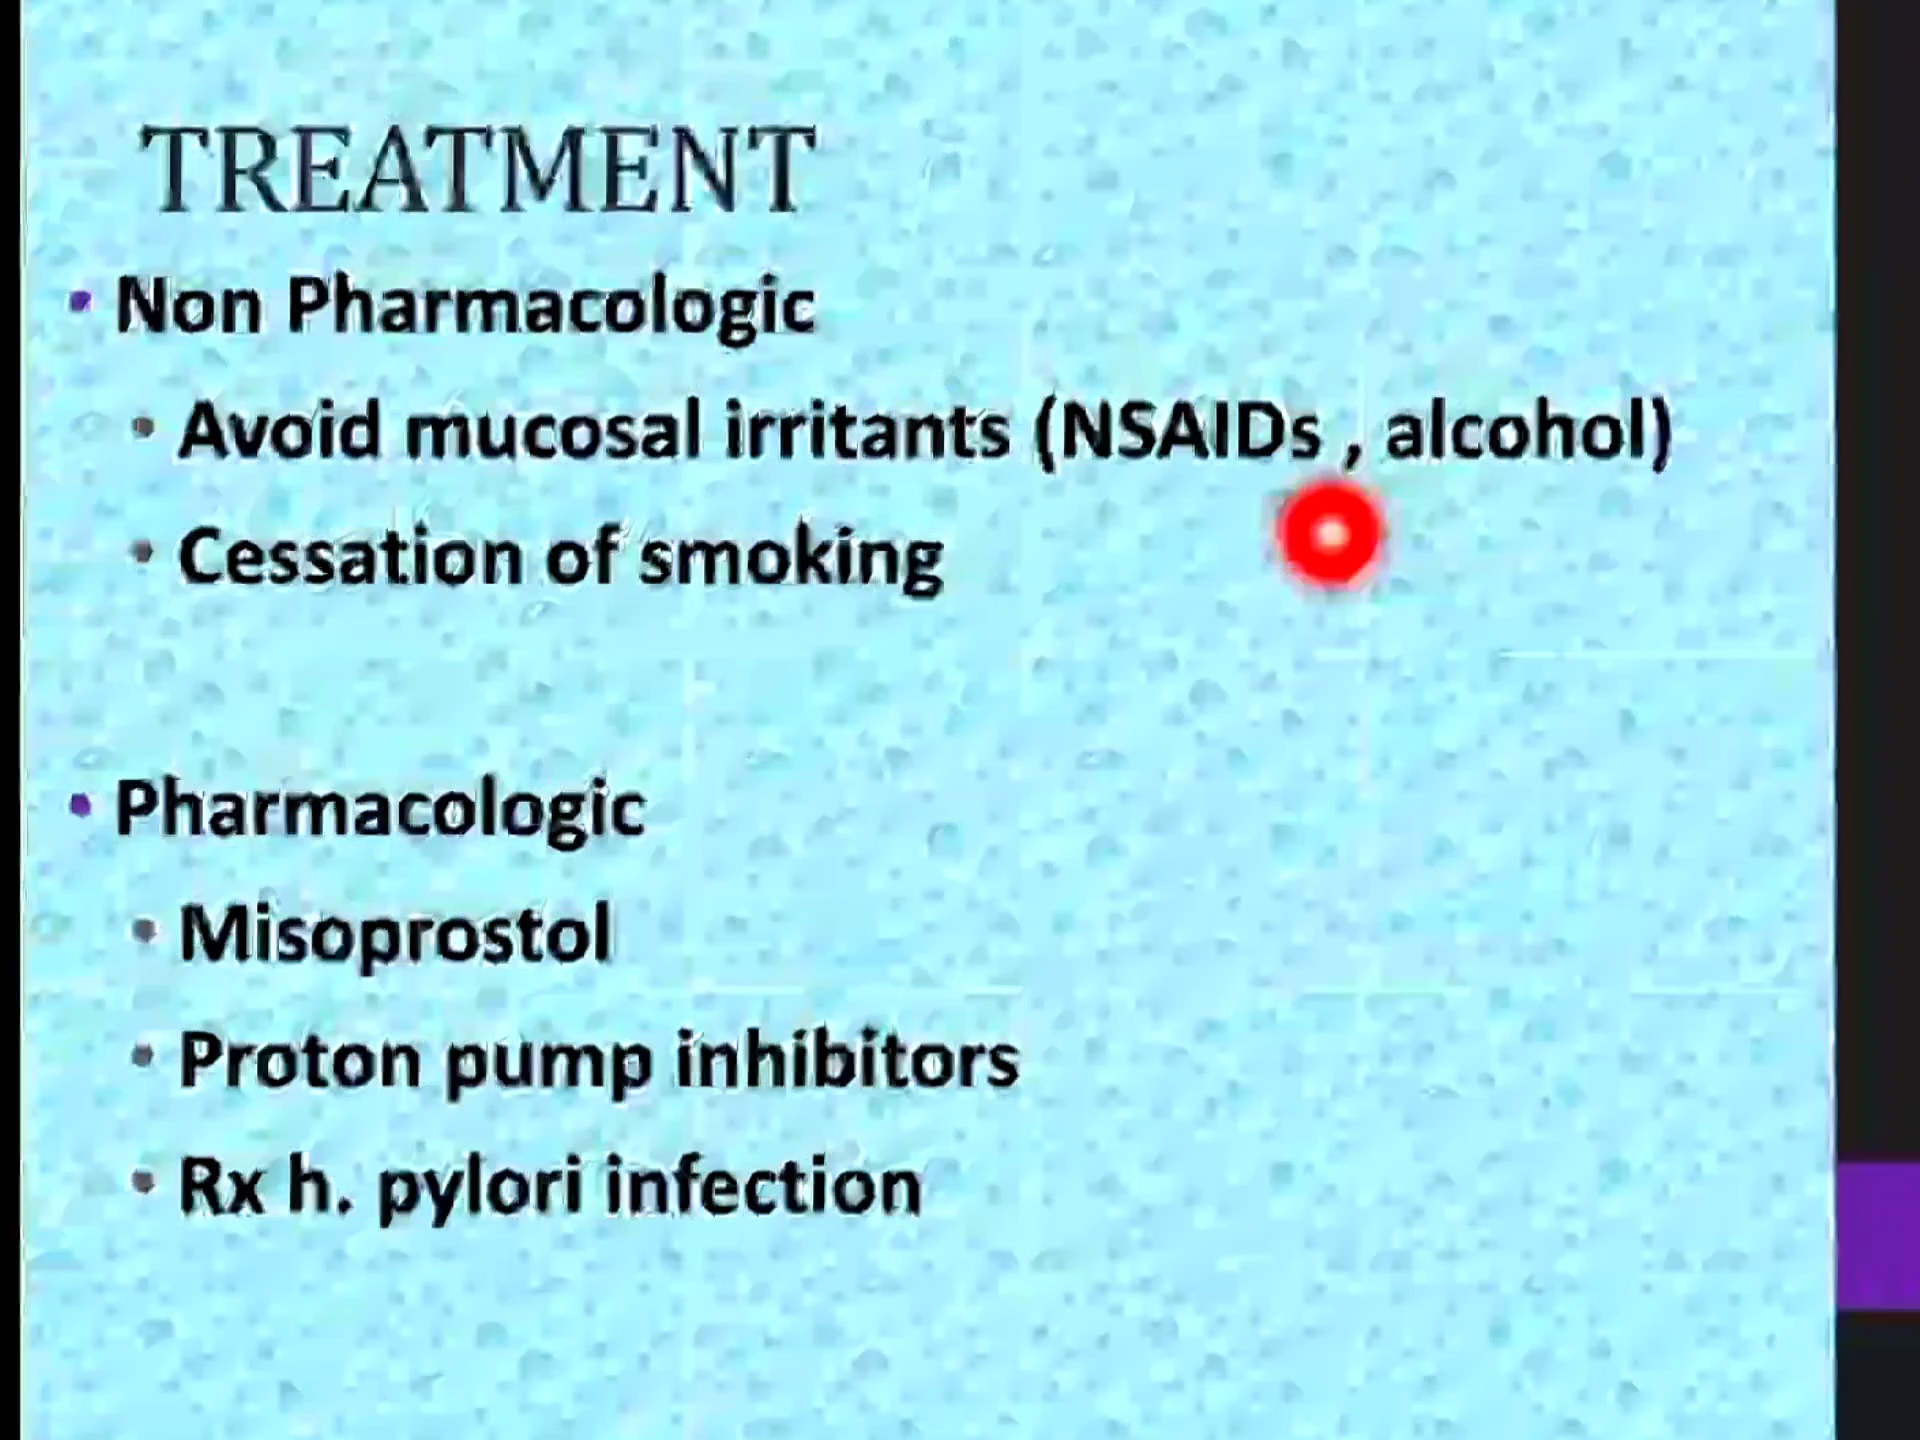 TREATMENT
• Non Pharmacologic
• Avoid mucosal irritants (NSAIDs , alcohol)
• Cessation of smoking
• Pharmacologic
• Misoprostol
• Proton pump inhibitors
• Rx h. pylori infection